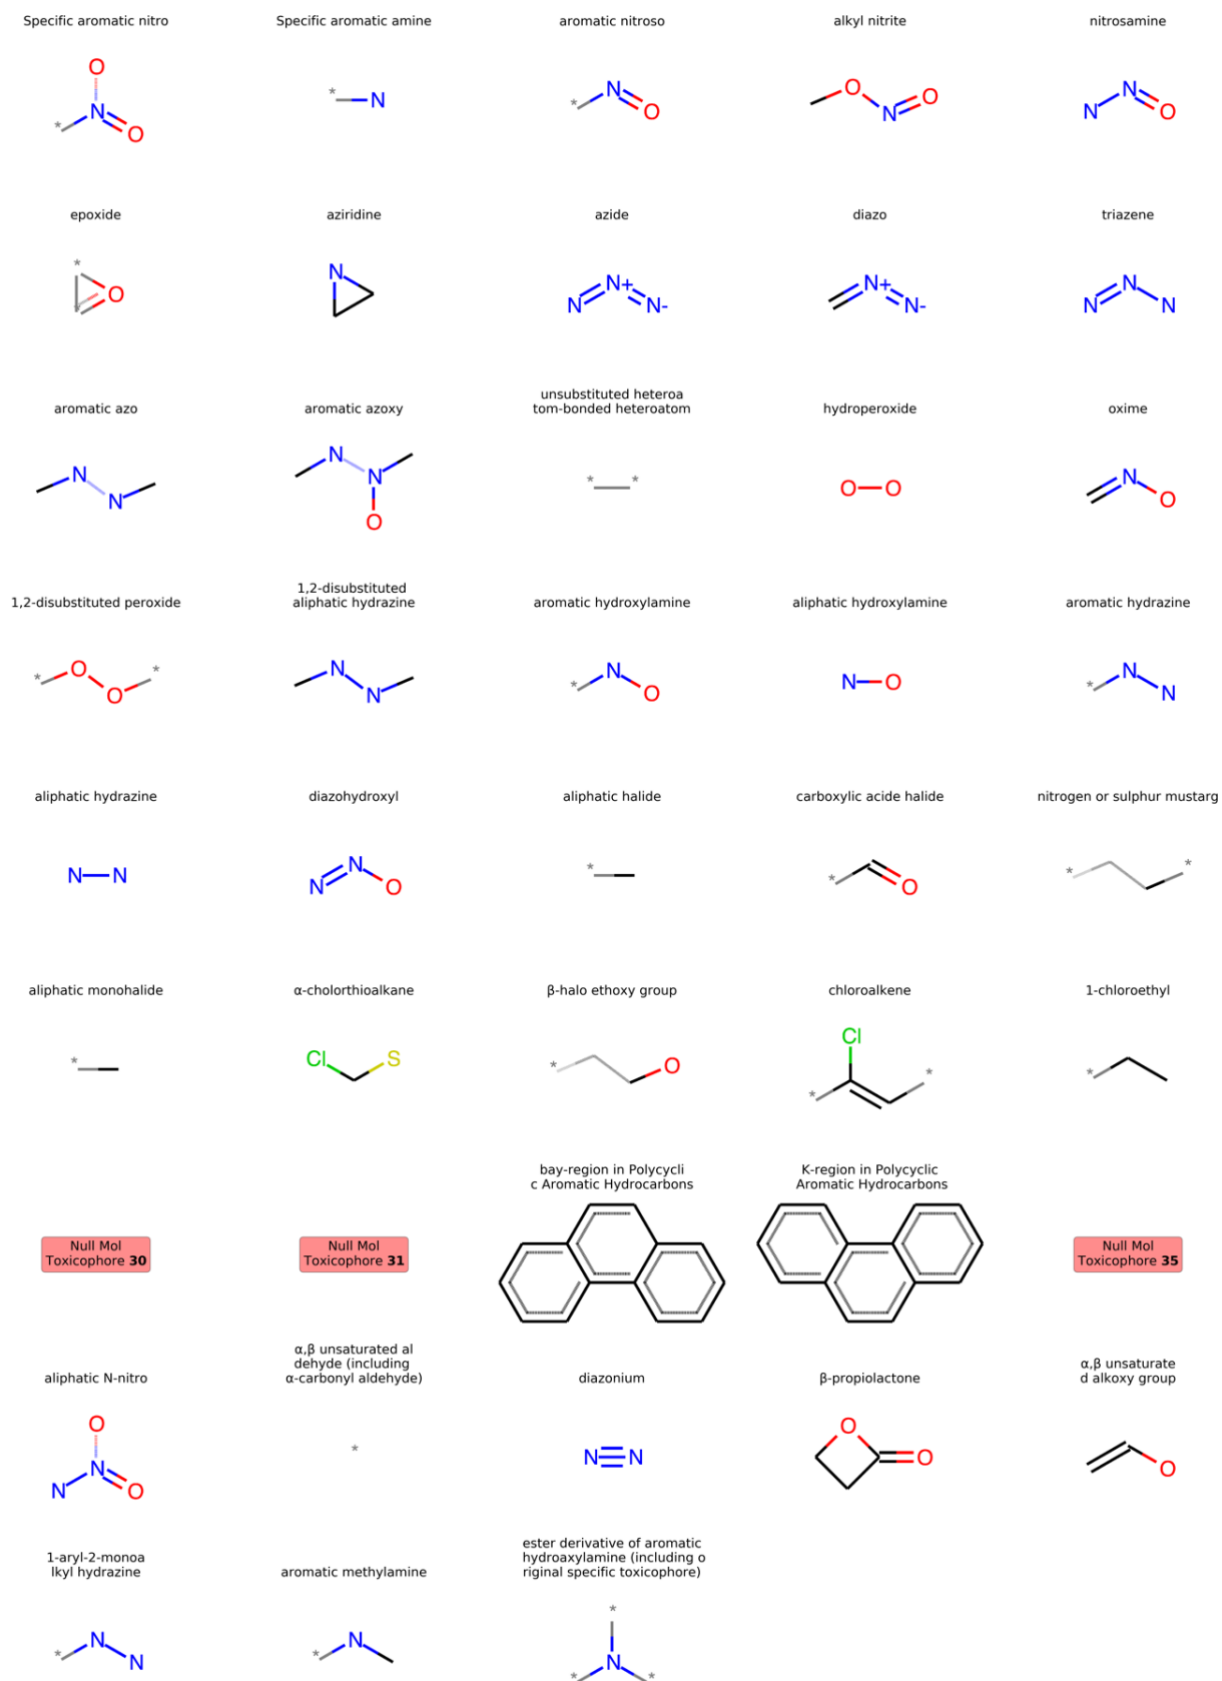 Specific aromatic nitro
Specific aromatic amine
aromatic nitroso
alkyl nitrite
nitrosamine
O
N
O
*
*
N
N
O
*
O
N
O
N
N
O
epoxide
aziridine
azide
diazo
triazene
*
O
N
N
N+
N-
N+
N-
N
N
N
aromatic azo
aromatic azoxy
unsubstituted heteroa
tom-bonded heteroatom
hydroperoxide
oxime
N
N
N
N
O
* *
O O
N
O
1,2-disubstituted peroxide
1,2-disubstituted
aliphatic hydrazine
aromatic hydroxylamine
aliphatic hydroxylamine
aromatic hydrazine
*
O
O
*
N
N
*
N
O
N O
*
N
N
aliphatic hydrazine
diazohydroxyl
aliphatic halide
carboxylic acide halide
nitrogen or sulphur mustarg
N N
N
N
O
*
*
O
*
*
aliphatic monohalide
α-cholorthioalkane
β-halo ethoxy group
chloroalkene
1-chloroethyl
*
Cl
S
*
O
Cl
*
*
*
bay-region in Polycycli
c Aromatic Hydrocarbons
K-region in Polycyclic
Aromatic Hydrocarbons
Null Mol
Toxicophore 30
Null Mol
Toxicophore 31
Null Mol
Toxicophore 35
aliphatic N-nitro
α,β unsaturated al
dehyde (including
α-carbonyl aldehyde)
diazonium
β-propiolactone
α,β unsaturate
d alkoxy group
O
N
N
O
*
N N
O
O
O
1-aryl-2-monoa
lkyl hydrazine
aromatic methylamine
ester derivative of aromatic
hydroaxylamine (including o
riginal specific toxicophore)
*
N
N
*
N
*
N
*
*